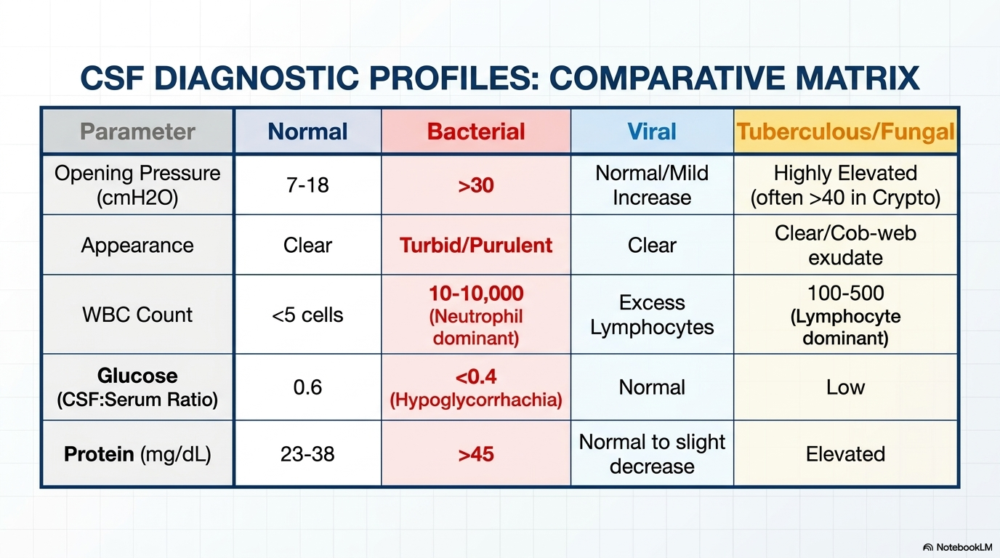 CSF DIAGNOSTIC PROFILES: COMPARATIVE MATRIX
Parameter
Normal
Bacterial
Viral
Tuberculous/Fungal
Opening Pressure
(cmH2O)
7-18
>30
Normal/Mild
Increase
Highly Elevated
(often >40 in Crypto)
Appearance
Clear
Turbid/Purulent
Clear
Clear/Cob-web
exudate
WBC Count
<5 cells
10-10,000
(Neutrophil
dominant)
Excess
Lymphocytes
100-500
(Lymphocyte
dominant)
Glucose
(CSF:Serum Ratio)
0.6
<0.4
(Hypoglycorrhachia)
Normal
Low
Protein (mg/dL)
23-38
>45
Normal to slight
decrease
Elevated
NotebookLM